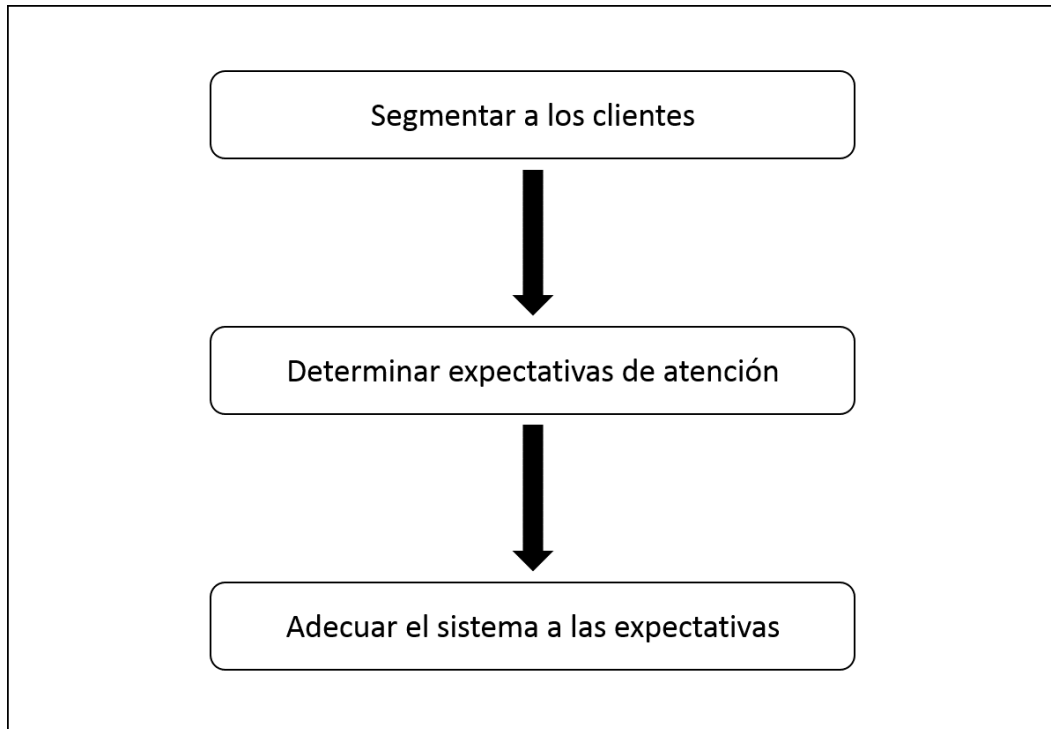 Segmentar a los clientes
Determinar expectativas de atención
Adecuar el sistema a las expectativas